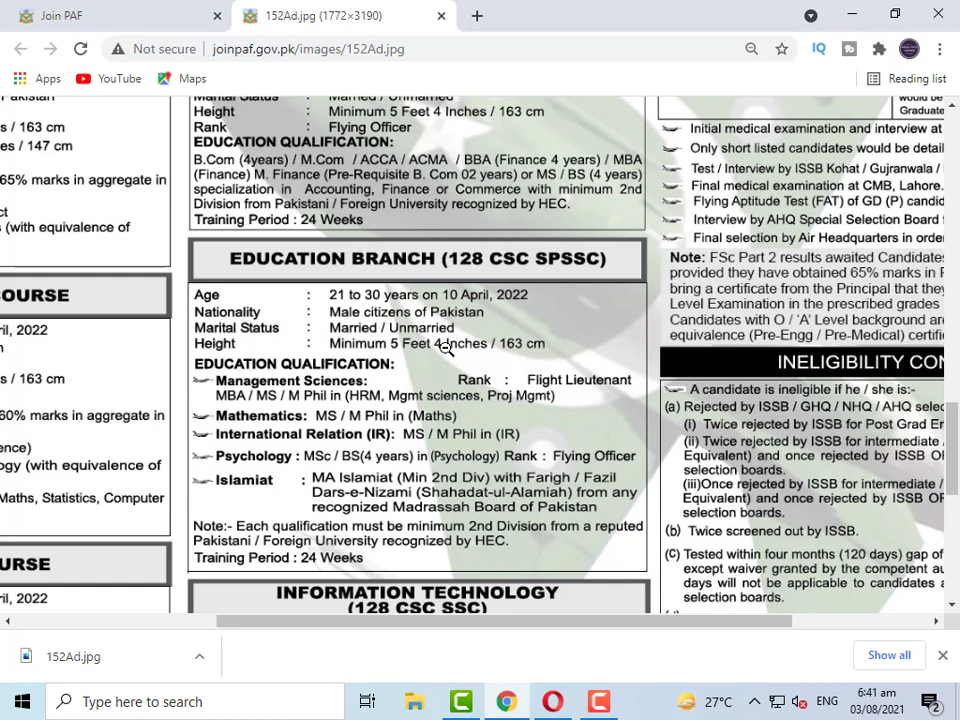 Join PAF
152Ad.jpg (1772×3190)
Not secure
joinpaf.gov.pk/images/152Ad.jpg
IQ
Apps
YouTube
Maps
Reading list
s / 163 cm
es / 147 cm
65% marks in aggregate in
(with equivalence of
COURSE
ril, 2022
s / 163 cm
60% marks in aggregate in
ence)
ogy (with equivalence of
Maths, Statistics, Computer
URSE
ril, 2022
Marital Status : Married / Unmarried
Height : Minimum 5 Feet 4 Inches / 163 cm
Rank : Flying Officer
EDUCATION QUALIFICATION:
B.Com (4years) / M.Com / ACCA / ACMA / BBA (Finance 4 years) / MBA
(Finance) M. Finance (Pre-Requisite B. Com 02 years) or MS / BS (4 years)
specialization in Accounting, Finance or Commerce with minimum 2nd
Division from Pakistani / Foreign University recognized by HEC.
Training Period : 24 Weeks
EDUCATION BRANCH (128 CSC SPSSC)
Age : 21 to 30 years on 10 April, 2022
Nationality : Male citizens of Pakistan
Marital Status : Married / Unmarried
Height : Minimum 5 Feet 4 Inches / 163 cm
EDUCATION QUALIFICATION:
Management Sciences: Rank : Flight Lieutenant
MBA / MS / M Phil in (HRM, Mgmt sciences, Proj Mgmt)
Mathematics: MS / M Phil in (Maths)
International Relation (IR): MS / M Phil in (IR)
Psychology : MSc / BS(4 years) in (Psychology) Rank : Flying Officer
Islamiat : MA Islamiat (Min 2nd Div) with Farigh / Fazil
Dars-e-Nizami (Shahadat-ul-Alamiah) from any
recognized Madrassah Board of Pakistan
Note:- Each qualification must be minimum 2nd Division from a reputed
Pakistani / Foreign University recognized by HEC.
Training Period : 24 Weeks
INFORMATION TECHNOLOGY
(128 CSC SSC)
would be
Graduate
Initial medical examination and interview at
Only short listed candidates would be detail
Test / Interview by ISSB Kohat / Gujranwala /
Final medical examination at CMB, Lahore.
Flying Aptitude Test (FAT) of GD (P) candid
Interview by AHQ Special Selection Board
Final selection by Air Headquarters in orde
Note: FSc Part 2 results awaited Candidates
provided they have obtained 65% marks in F
bring a certificate from the Principal that they
Level Examination in the prescribed grades
Candidates with O / 'A' Level background are
equivalence (Pre-Engg / Pre-Medical) certific
INELIGIBILITY CON
A candidate is ineligible if he / she is:-
(a) Rejected by ISSB / GHQ / NHQ / AHQ selec
(i) Twice rejected by ISSB for Post Grad En
(ii) Twice rejected by ISSB for intermediate
Equivalent) and once rejected by ISSB OF
selection boards.
(iii)Once rejected by ISSB for intermediate /
Equivalent) and once rejected by ISSB OR
selection boards.
(b) Twice screened out by ISSB.
(c) Tested within four months (120 days) gap of
except waiver granted by the competent au
days will not be applicable to candidates a
selection boards.
152Ad.jpg
Show all
Type here to search
27°C
ENG
6:41 am
03/08/2021
2